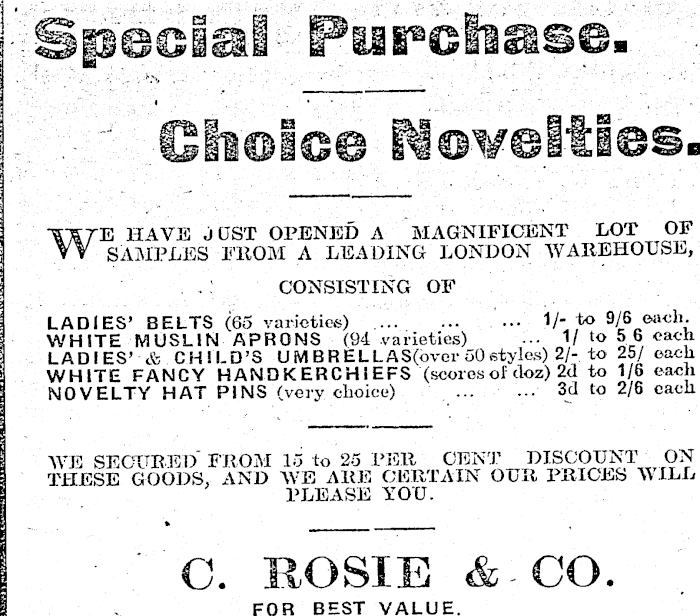 Special Purchase.
Choice Novelties.
WE HAVE JUST OPENED A MAGNIFICENT LOT OF
SAMPLES FROM A LEADING LONDON WAREHOUSE,
CONSISTING OF
LADIES' BELTS (65 varieties) ... ... ... 1/- to 9/6 each.
WHITE MUSLIN APRONS (94 varieties) ... 1/ to 5 6 each
LADIES' & CHILD'S UMBRELLAS(over 50 styles) 2/- to 25/ each
WHITE FANCY HANDKERCHIEFS (scores of doz) 2d to 1/6 each
NOVELTY HAT PINS (very choice) ... ... 3d to 2/6 each
WE SECURED FROM 15 to 25 PER CENT DISCOUNT ON
THESE GOODS, AND WE ARE CERTAIN OUR PRICES WILL
PLEASE YOU.
C. ROSIE & CO.
FOR BEST VALUE.